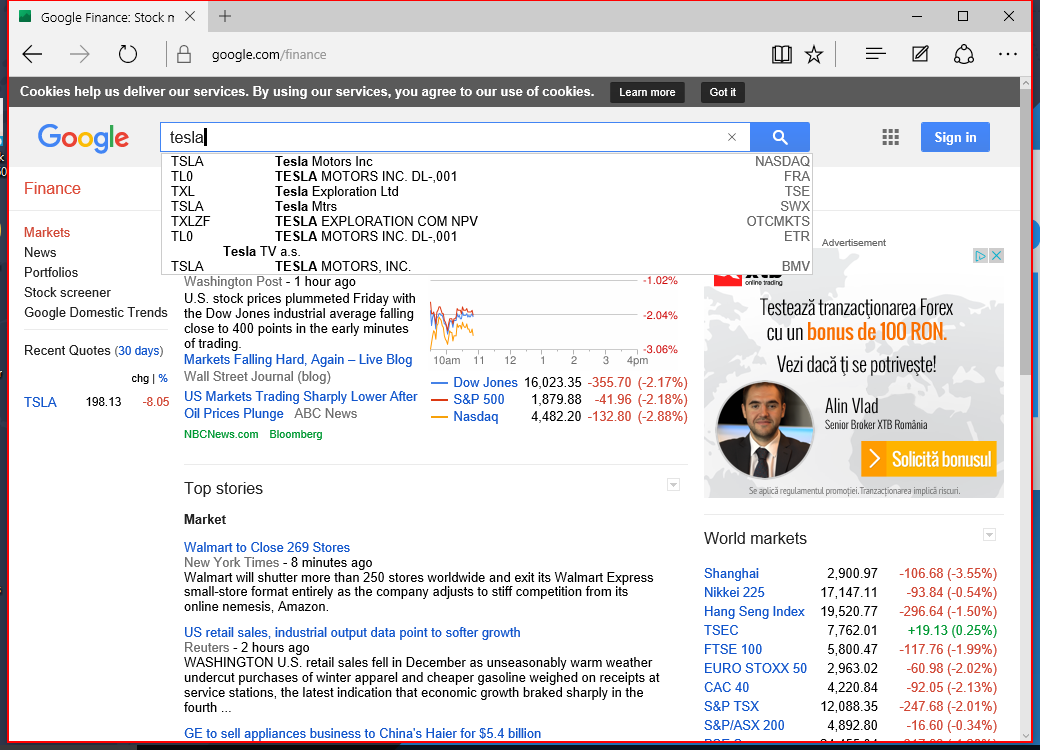 Google Finance: Stock m
google.com/finance
Cookies help us deliver our services. By using our services, you agree to our use of cookies. Learn more Got it
Google
tesla
Sign in
TSLA Tesla Motors Inc NASDAQ
TL0 TESLA MOTORS INC. DL-,001 FRA
TXL Tesla Exploration Ltd TSE
TSLA Tesla Mtrs SWX
TXLZF TESLA EXPLORATION COM NPV OTCMKTS
TL0 TESLA MOTORS INC. DL-,001 ETR
Tesla TV a.s.
TSLA TESLA MOTORS, INC. BMV
Finance
Markets
News
Portfolios
Stock screener
Google Domestic Trends
Recent Quotes (30 days)
chg | %
TSLA 198.13 -8.05
Washington Post - 1 hour ago
U.S. stock prices plummeted Friday with
the Dow Jones industrial average falling
close to 400 points in the early minutes
of trading.
Markets Falling Hard, Again – Live Blog
Wall Street Journal (blog)
US Markets Trading Sharply Lower After
Oil Prices Plunge ABC News
NBCNews.com Bloomberg
-1.02%
-2.04%
-3.06%
10am 11 12 1 2 3 4pm
Dow Jones 16,023.35 -355.70 (-2.17%)
S&P 500 1,879.88 -41.96 (-2.18%)
Nasdaq 4,482.20 -132.80 (-2.88%)
Top stories
Market
Walmart to Close 269 Stores
New York Times - 8 minutes ago
Walmart will shutter more than 250 stores worldwide and exit its Walmart Express
small-store format entirely as the company adjusts to stiff competition from its
online nemesis, Amazon.
US retail sales, industrial output data point to softer growth
Reuters - 2 hours ago
WASHINGTON U.S. retail sales fell in December as unseasonably warm weather
undercut purchases of winter apparel and cheaper gasoline weighed on receipts at
service stations, the latest indication that economic growth braked sharply in the
fourth ...
GE to sell appliances business to China's Haier for $5.4 billion
Advertisement
XTB
online trading
Testează tranzacționarea Forex
cu un bonus de 100 RON.
Vezi dacă ți se potrivește!
Alin Vlad
Senior Broker XTB România
Solicită bonusul
Se aplică regulamentul promoției. Tranzacționarea implică riscuri.
World markets
Shanghai 2,900.97 -106.68 (-3.55%)
Nikkei 225 17,147.11 -93.84 (-0.54%)
Hang Seng Index 19,520.77 -296.64 (-1.50%)
TSEC 7,762.01 +19.13 (0.25%)
FTSE 100 5,800.47 -117.76 (-1.99%)
EURO STOXX 50 2,963.02 -60.98 (-2.02%)
CAC 40 4,220.84 -92.05 (-2.13%)
S&P TSX 12,088.35 -247.68 (-2.01%)
S&P/ASX 200 4,892.80 -16.60 (-0.34%)